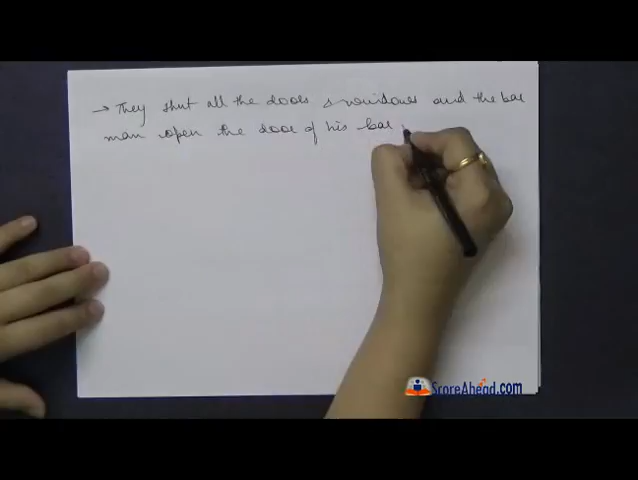 → They shut all the doors & windows and the bar
man open the door of his bar
ScoreAhead.com